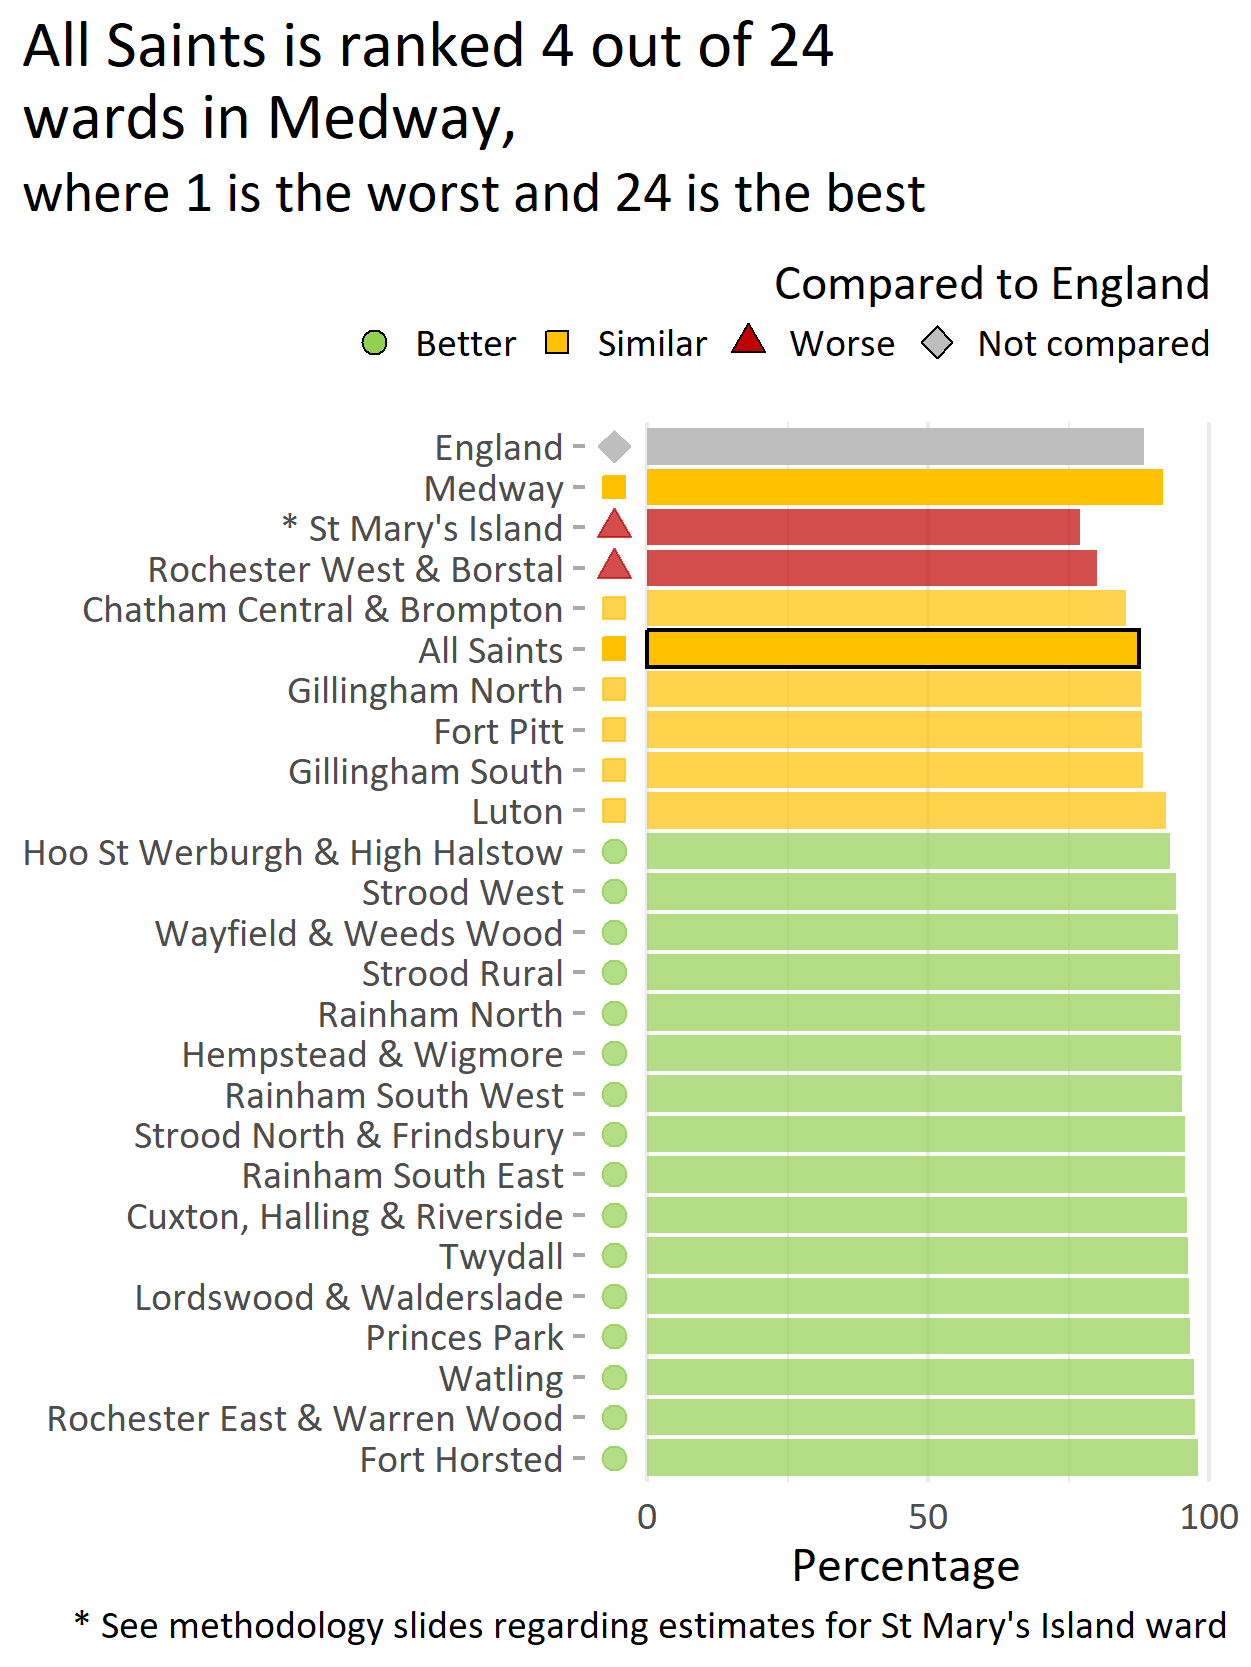 All Saints is ranked 4 out of 24
wards in Medway,
where 1 is the worst and 24 is the best
Compared to England
Better Similar Worse Not compared
England
Medway
* St Mary's Island
Rochester West & Borstal
Chatham Central & Brompton
All Saints
Gillingham North
Fort Pitt
Gillingham South
Luton
Hoo St Werburgh & High Halstow
Strood West
Wayfield & Weeds Wood
Strood Rural
Rainham North
Hempstead & Wigmore
Rainham South West
Strood North & Frindsbury
Rainham South East
Cuxton, Halling & Riverside
Twydall
Lordswood & Walderslade
Princes Park
Watling
Rochester East & Warren Wood
Fort Horsted
0 50 100
Percentage
* See methodology slides regarding estimates for St Mary's Island ward